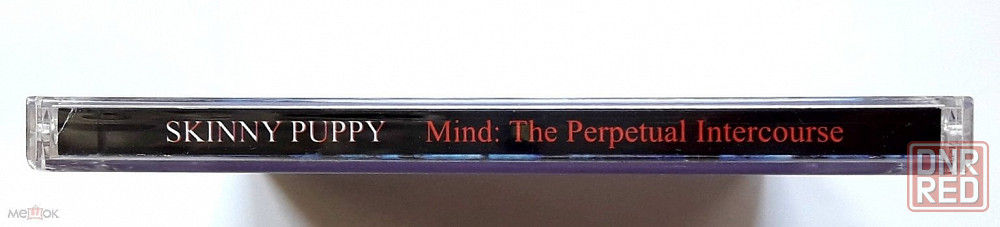 SKINNY PUPPY Mind: The Perpetual Intercourse
DNR
RED
мешок